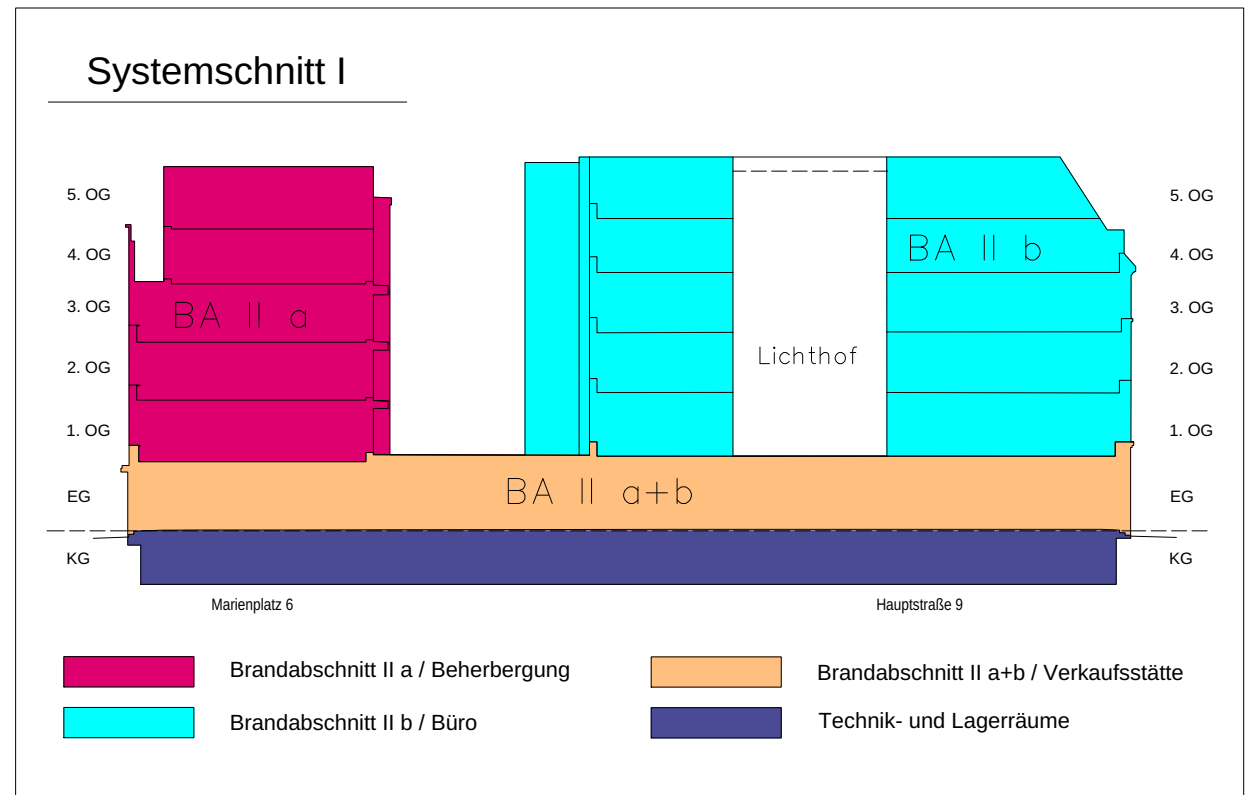 Systemschnitt I
5. OG
5. OG
4. OG
BA II b
4. OG
3. OG
BA II a
3. OG
2. OG
Lichthof
2. OG
1. OG
1. OG
EG
BA II a+b
EG
KG
KG
Marienplatz 6
Hauptstraße 9
Brandabschnitt II a / Beherbergung
Brandabschnitt II a+b / Verkaufsstätte
Brandabschnitt II b / Büro
Technik- und Lagerräume